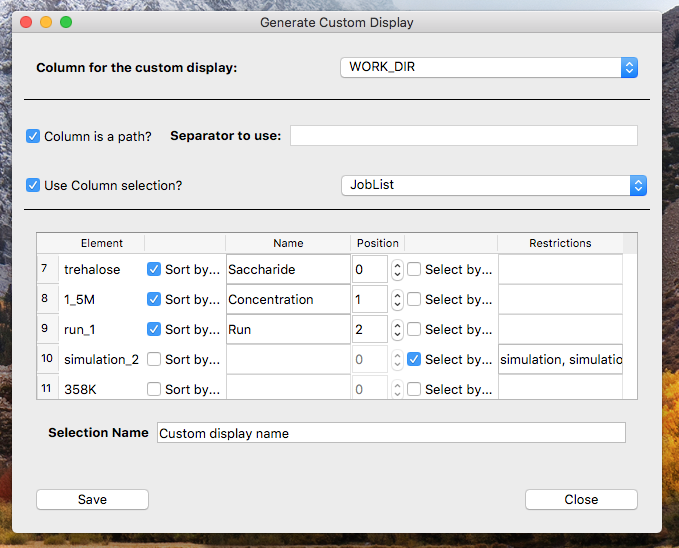 Generate Custom Display
Column for the custom display: WORK_DIR
Column is a path? Separator to use:
Use Column selection? JobList
Element Name Position Restrictions
7 trehalose Sort by... Saccharide 0 Select by...
8 1_5M Sort by... Concentration 1 Select by...
9 run_1 Sort by... Run 2 Select by...
10 simulation_2 Sort by... 0 Select by... simulation, simulatio
11 358K Sort by... 0 Select by...
Selection Name Custom display name
Save Close